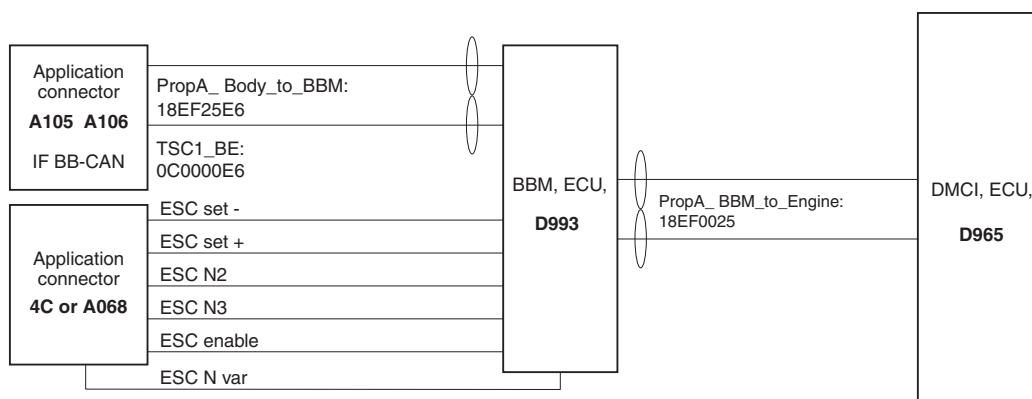 Application
connector
A105 A106
IF BB-CAN
PropA_ Body_to_BBM:
18EF25E6
TSC1_BE:
0C0000E6
Application
connector
4C or A068
ESC set -
ESC set +
ESC N2
ESC N3
ESC enable
ESC N var
BBM, ECU,
D993
PropA_ BBM_to_Engine:
18EF0025
DMCI, ECU,
D965